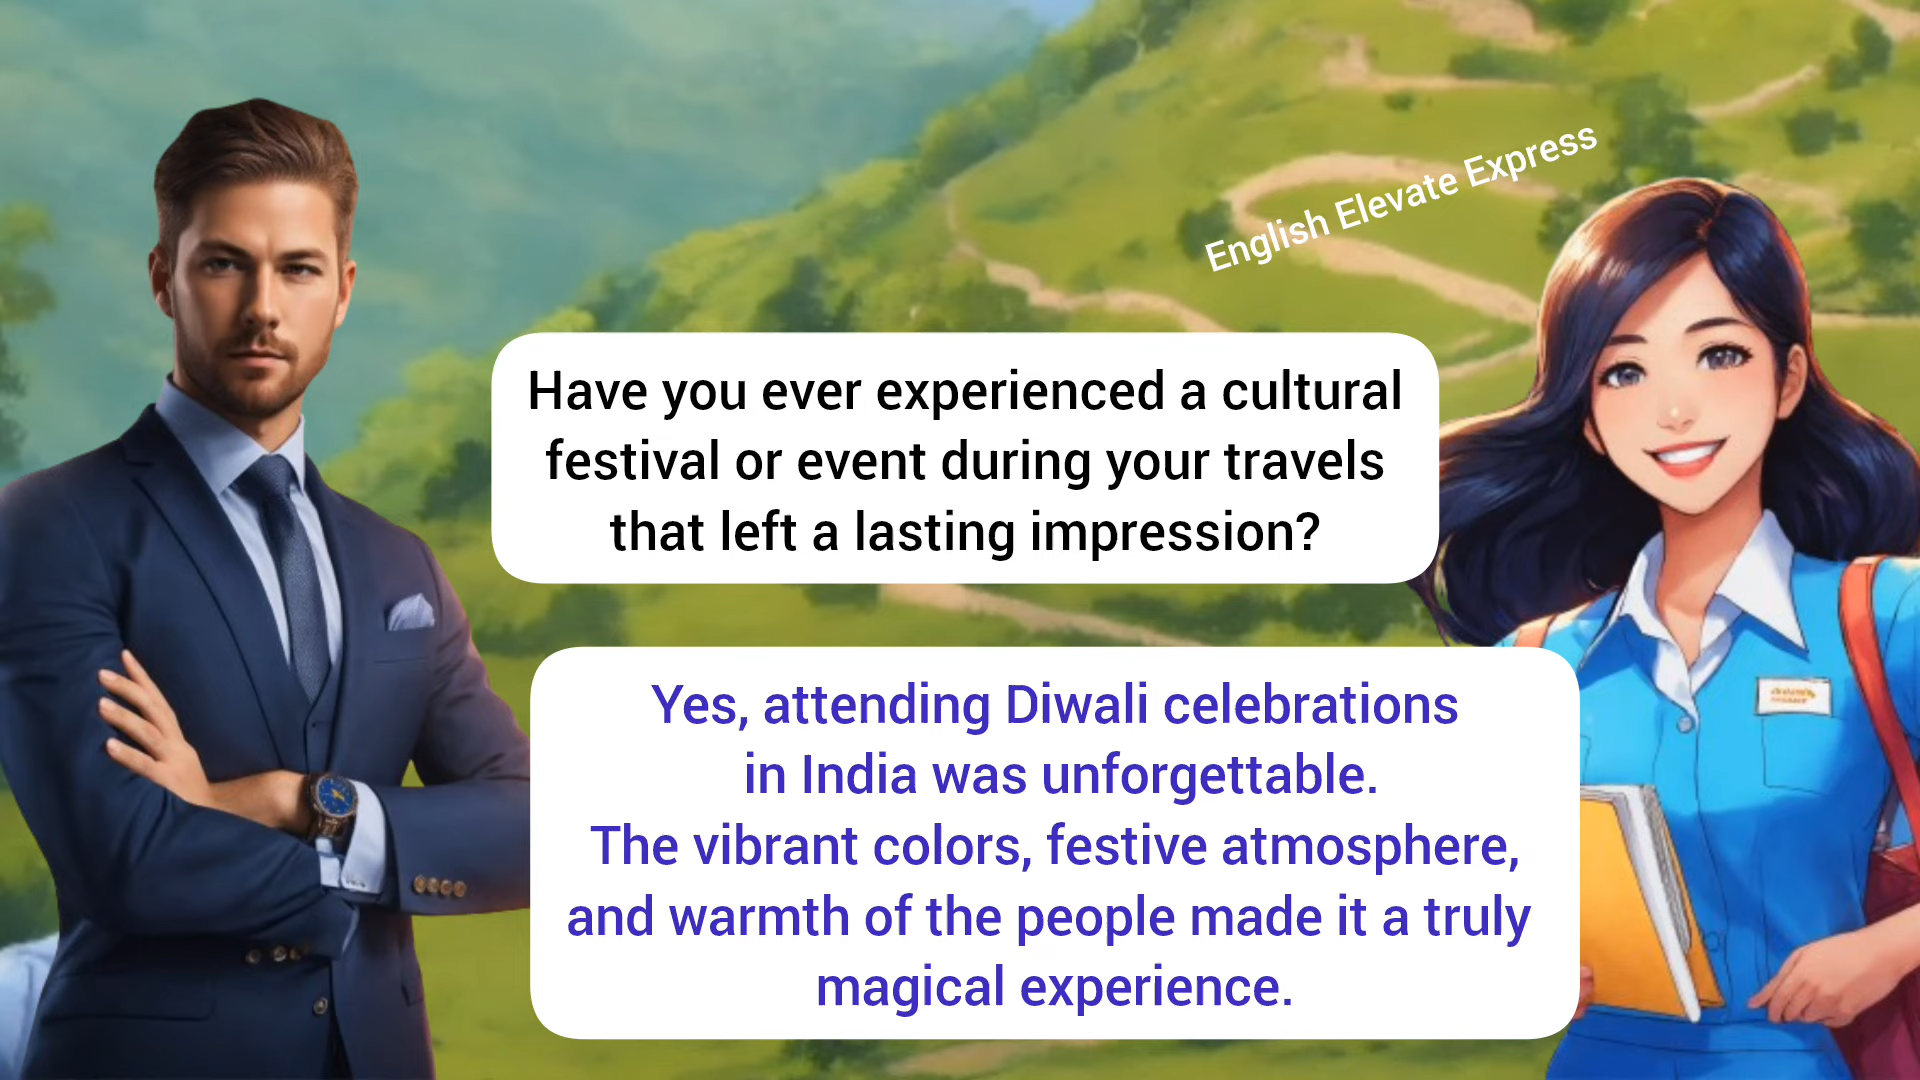 English Elevate Express
Have you ever experienced a cultural
festival or event during your travels
that left a lasting impression?
Yes, attending Diwali celebrations
in India was unforgettable.
The vibrant colors, festive atmosphere,
and warmth of the people made it a truly
magical experience.